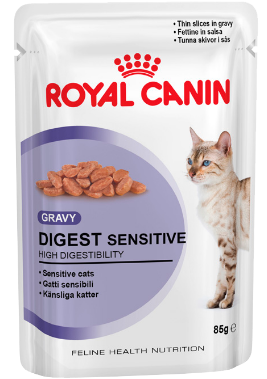 • Thin slices in gravy
• Fettine in salsa
• Tunna skivor i sås
ROYAL CANIN
GRAVY
DIGEST SENSITIVE
HIGH DIGESTIBILITY
• Sensitive cats
• Gatti sensibili
• Känsliga katter
85g e
FELINE HEALTH NUTRITION